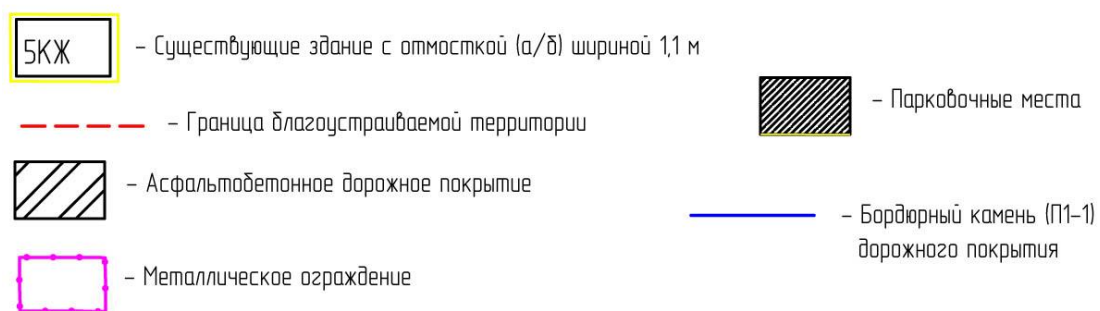 5КЖ
– Существующие здание с отмосткой (а/б) шириной 1,1 м
– Граница благоустраиваемой территории
– Асфальтобетонное дорожное покрытие
– Металлическое ограждение
– Парковочные места
– Бордюрный камень (П1-1)
дорожного покрытия